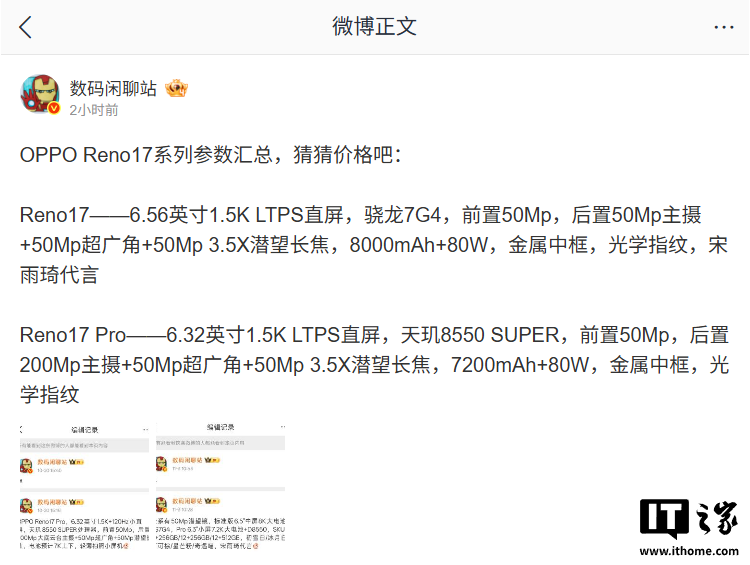 微博正文
数码闲聊站
2小时前
OPPO Reno17系列参数汇总，猜猜价格吧：
Reno17——6.56英寸1.5K LTPS直屏，骁龙7G4，前置50Mp，后置50Mp主摄
+50Mp超广角+50Mp 3.5X潜望长焦，8000mAh+80W，金属中框，光学指纹，宋
雨琦代言
Reno17 Pro——6.32英寸1.5K LTPS直屏，天玑8550 SUPER，前置50Mp，后置
200Mp主摄+50Mp超广角+50Mp 3.5X潜望长焦，7200mAh+80W，金属中框，光
学指纹
编辑记录
编辑记录
数码闲聊站
数码闲聊站
数码闲聊站
数码闲聊站
IT之家
www.ithome.com